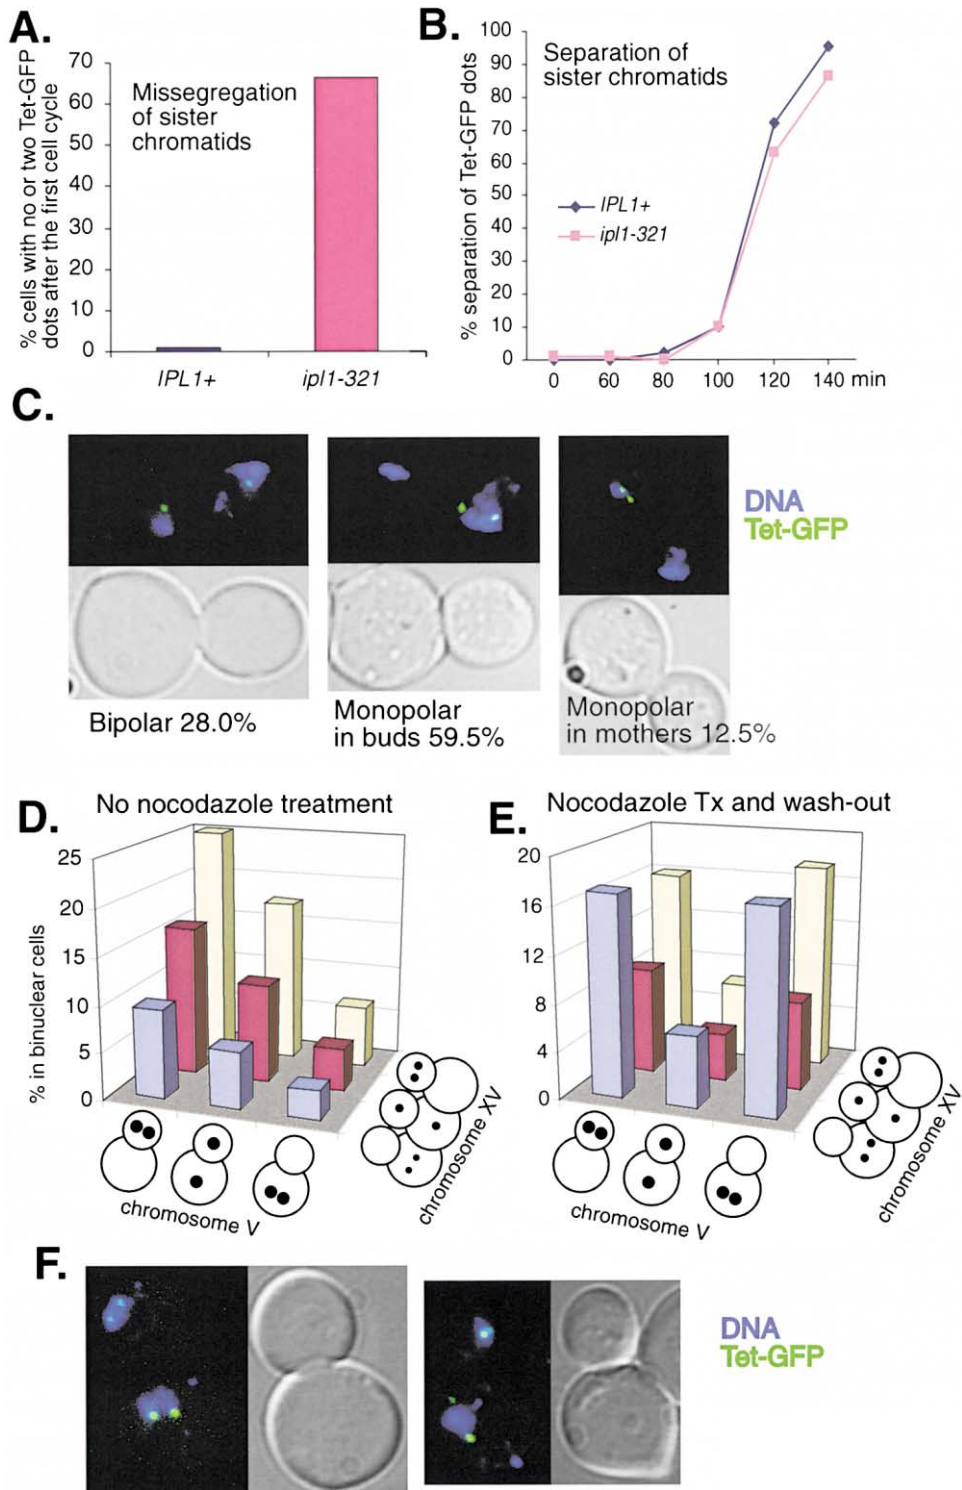 A.
% cells with no or two Tet-GFP
dots after the first cell cycle
70
60
50
40
30
20
10
0
Missegregation
of sister
chromatids
IPL1+
ipl1-321
B.
% separation of Tet-GFP dots
100
90
80
70
60
50
40
30
20
10
0
Separation of
sister chromatids
IPL1+
ipl1-321
0 60 80 100 120 140 min
C.
DNA
Tet-GFP
Bipolar 28.0%
Monopolar
in buds 59.5%
Monopolar
in mothers 12.5%
D.
No nocodazole treatment
% in binuclear cells
25
20
15
10
5
0
chromosome V
chromosome XV
E.
Nocodazole Tx and wash-out
20
16
12
8
4
0
chromosome V
chromosome XV
F.
DNA
Tet-GFP